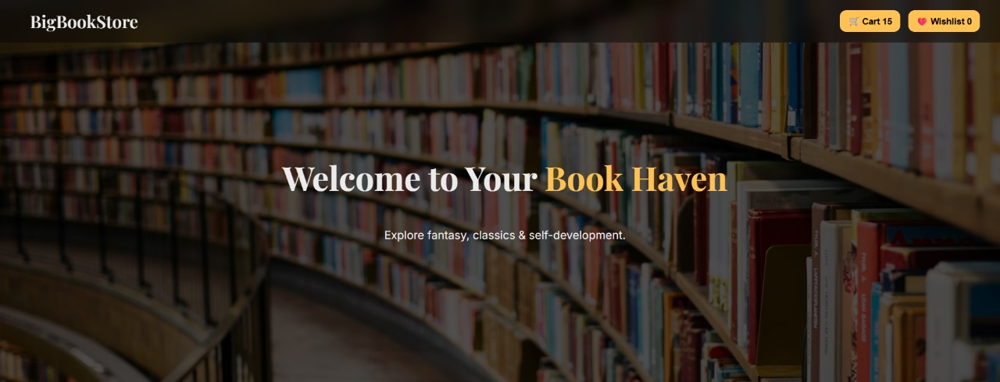 BigBookStore
🛒 Cart 15
💖 Wishlist 0
Welcome to Your Book Haven
Explore fantasy, classics & self-development.